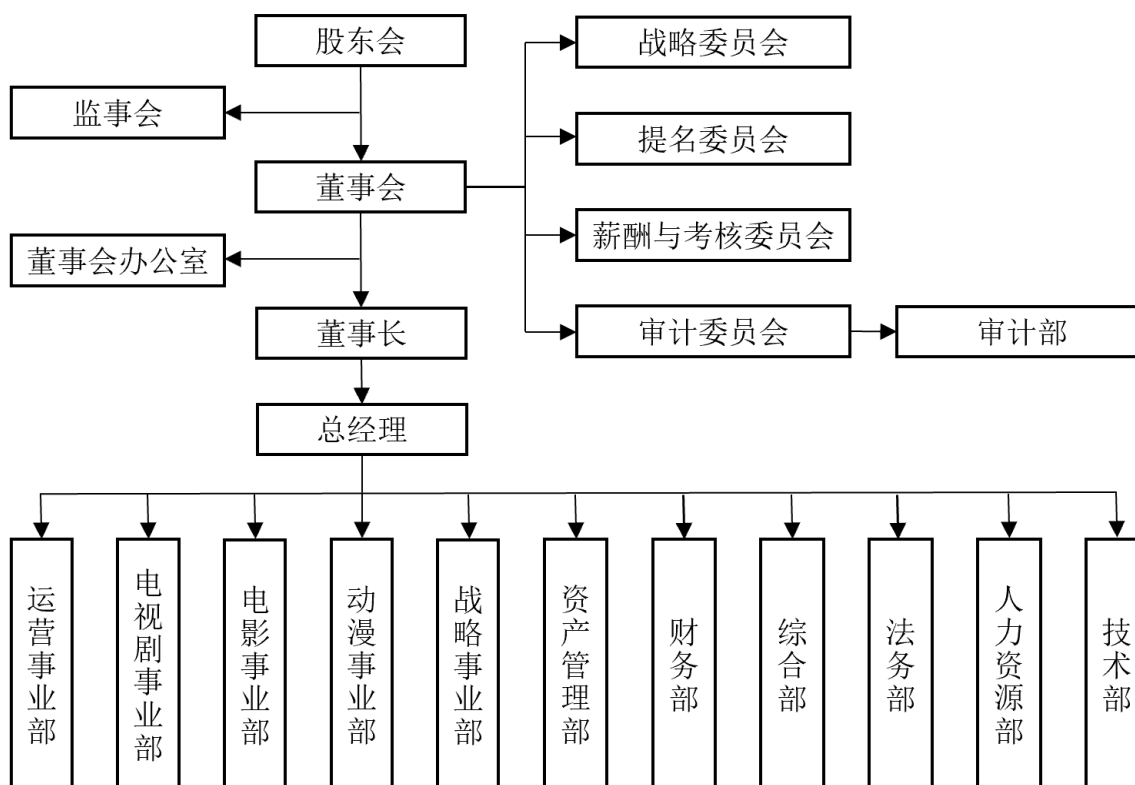 股东会
战略委员会
监事会
提名委员会
董事会
薪酬与考核委员会
董事会办公室
董事长
审计委员会
审计部
总经理
运营事业部
电视剧事业部
电影事业部
动漫事业部
战略事业部
资产管理部
财务部
综合部
法务部
人力资源部
技术部